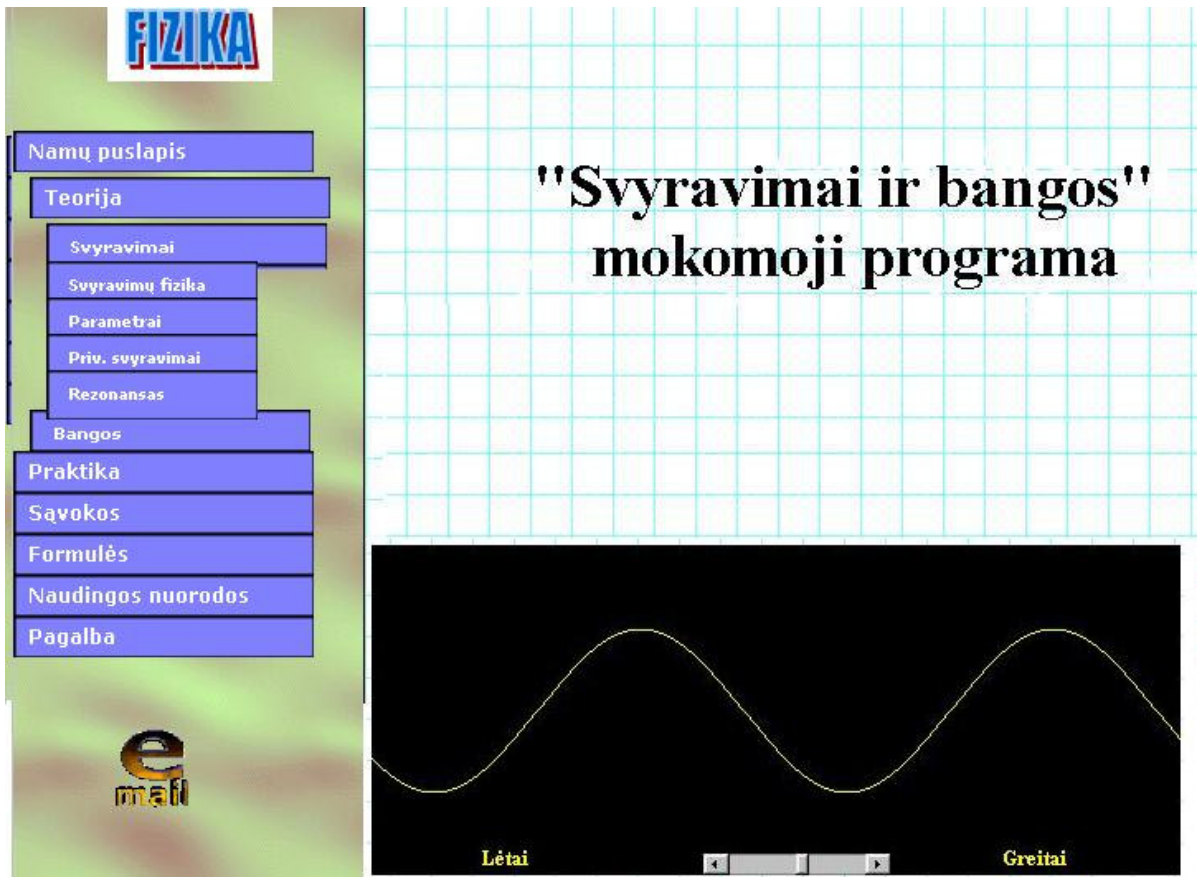 FIZIKA
Namų puslapis
Teorija
Svyravimai
Svyravimų fizika
Parametrai
Priv. svyravimai
Rezonansas
Bangos
Praktika
Sąvokos
Formulės
Naudingos nuorodos
Pagalba
e
mail
"Svyravimai ir bangos"
mokomoji programa
Lėtai
Greitai